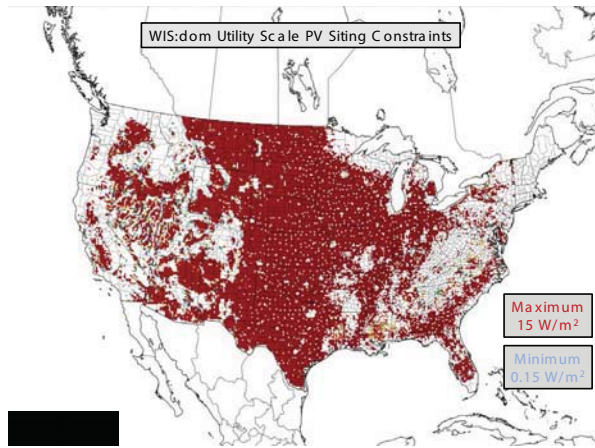 WIS:dom Utility Scale PV Siting Constraints
Maximum
15 W/m²
Minimum
0.15 W/m²